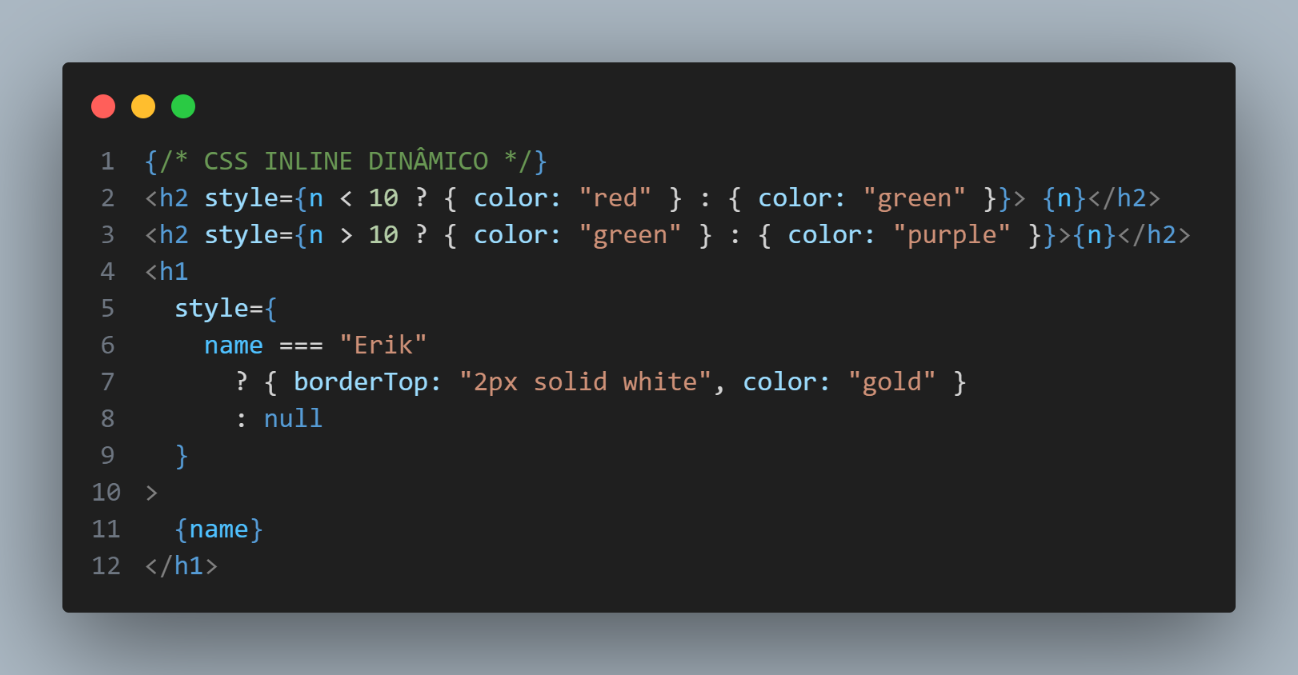 1 {/* CSS INLINE DINÂMICO */}
2 <h2 style={n < 10 ? { color: "red" } : { color: "green" }}> {n}</h2>
3 <h2 style={n > 10 ? { color: "green" } : { color: "purple" }}>{n}</h2>
4 <h1
5   style={
6     name === "Erik"
7       ? { borderTop: "2px solid white", color: "gold" }
8       : null
9   }
10 >
11   {name}
12 </h1>